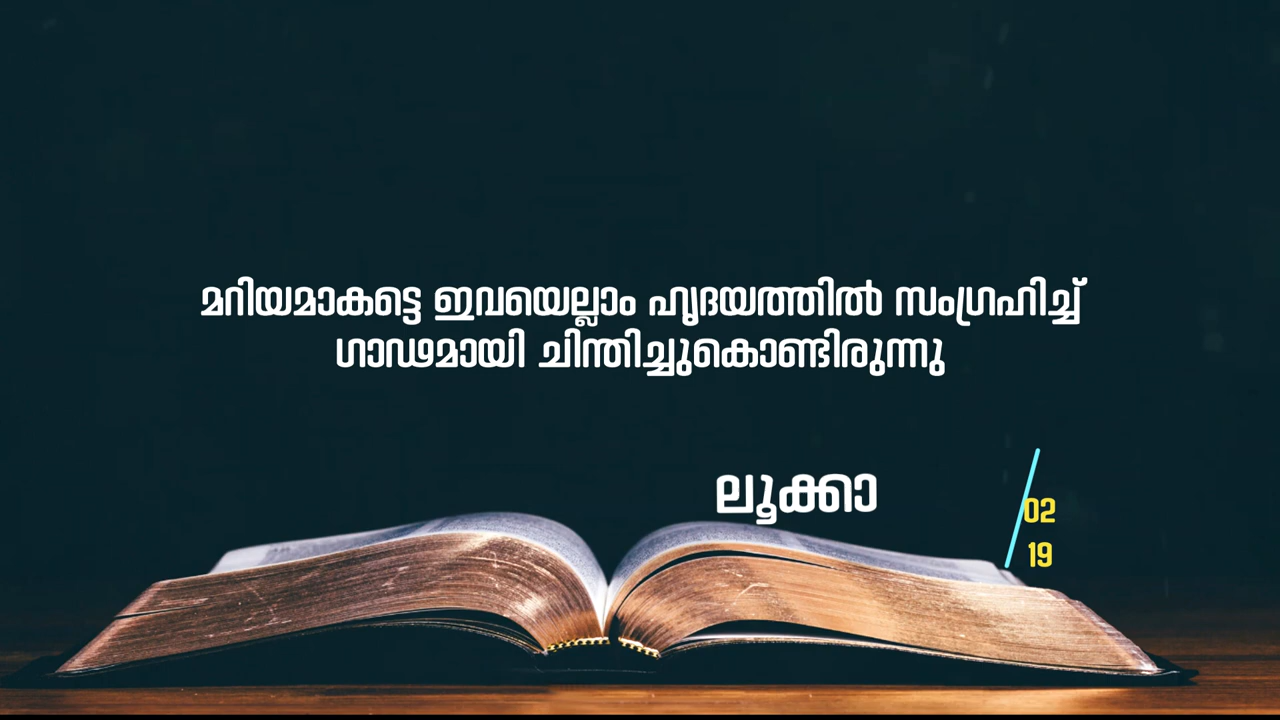 മറിയമാകട്ടെ ഇവയെല്ലാം ഹൃദയത്തിൽ സംഗ്രഹിച്ച്
ഗാഢമായി ചിന്തിച്ചുകൊണ്ടിരുന്നു
ലൂക്കാ
02
19